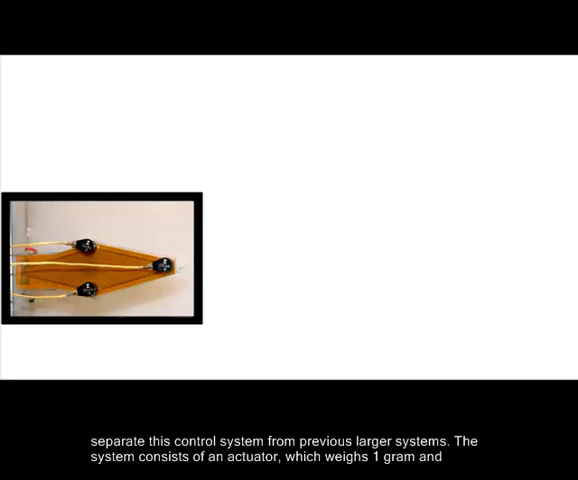 separate this control system from previous larger systems. The
system consists of an actuator, which weighs 1 gram and